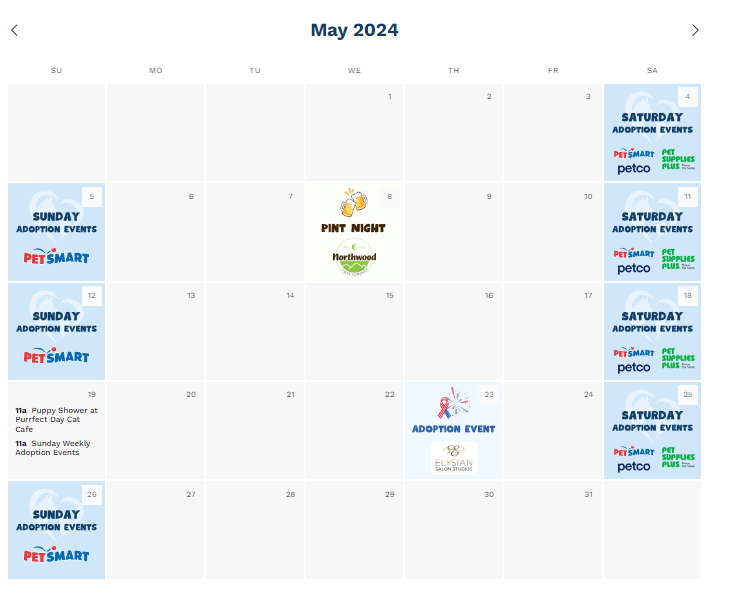 May 2024
SU MO TU WE TH FR SA
1 2 3 4
SATURDAY
ADOPTION EVENTS
PETSMART PET SUPPLIES PLUS
petco
5 6 7 8 9 10 11
SUNDAY
ADOPTION EVENTS
PETSMART
PINT NIGHT
Northwood
SATURDAY
ADOPTION EVENTS
PETSMART PET SUPPLIES PLUS
petco
12 13 14 15 16 17 18
SUNDAY
ADOPTION EVENTS
PETSMART
SATURDAY
ADOPTION EVENTS
PETSMART PET SUPPLIES PLUS
petco
19 20 21 22 23 24 25
11a Puppy Shower at
Purrfect Day Cat
Cafe
11a Sunday Weekly
Adoption Events
ADOPTION EVENT
ELYSIAN
SALON STUDIOS
SATURDAY
ADOPTION EVENTS
PETSMART PET SUPPLIES PLUS
petco
26 27 28 29 30 31
SUNDAY
ADOPTION EVENTS
PETSMART